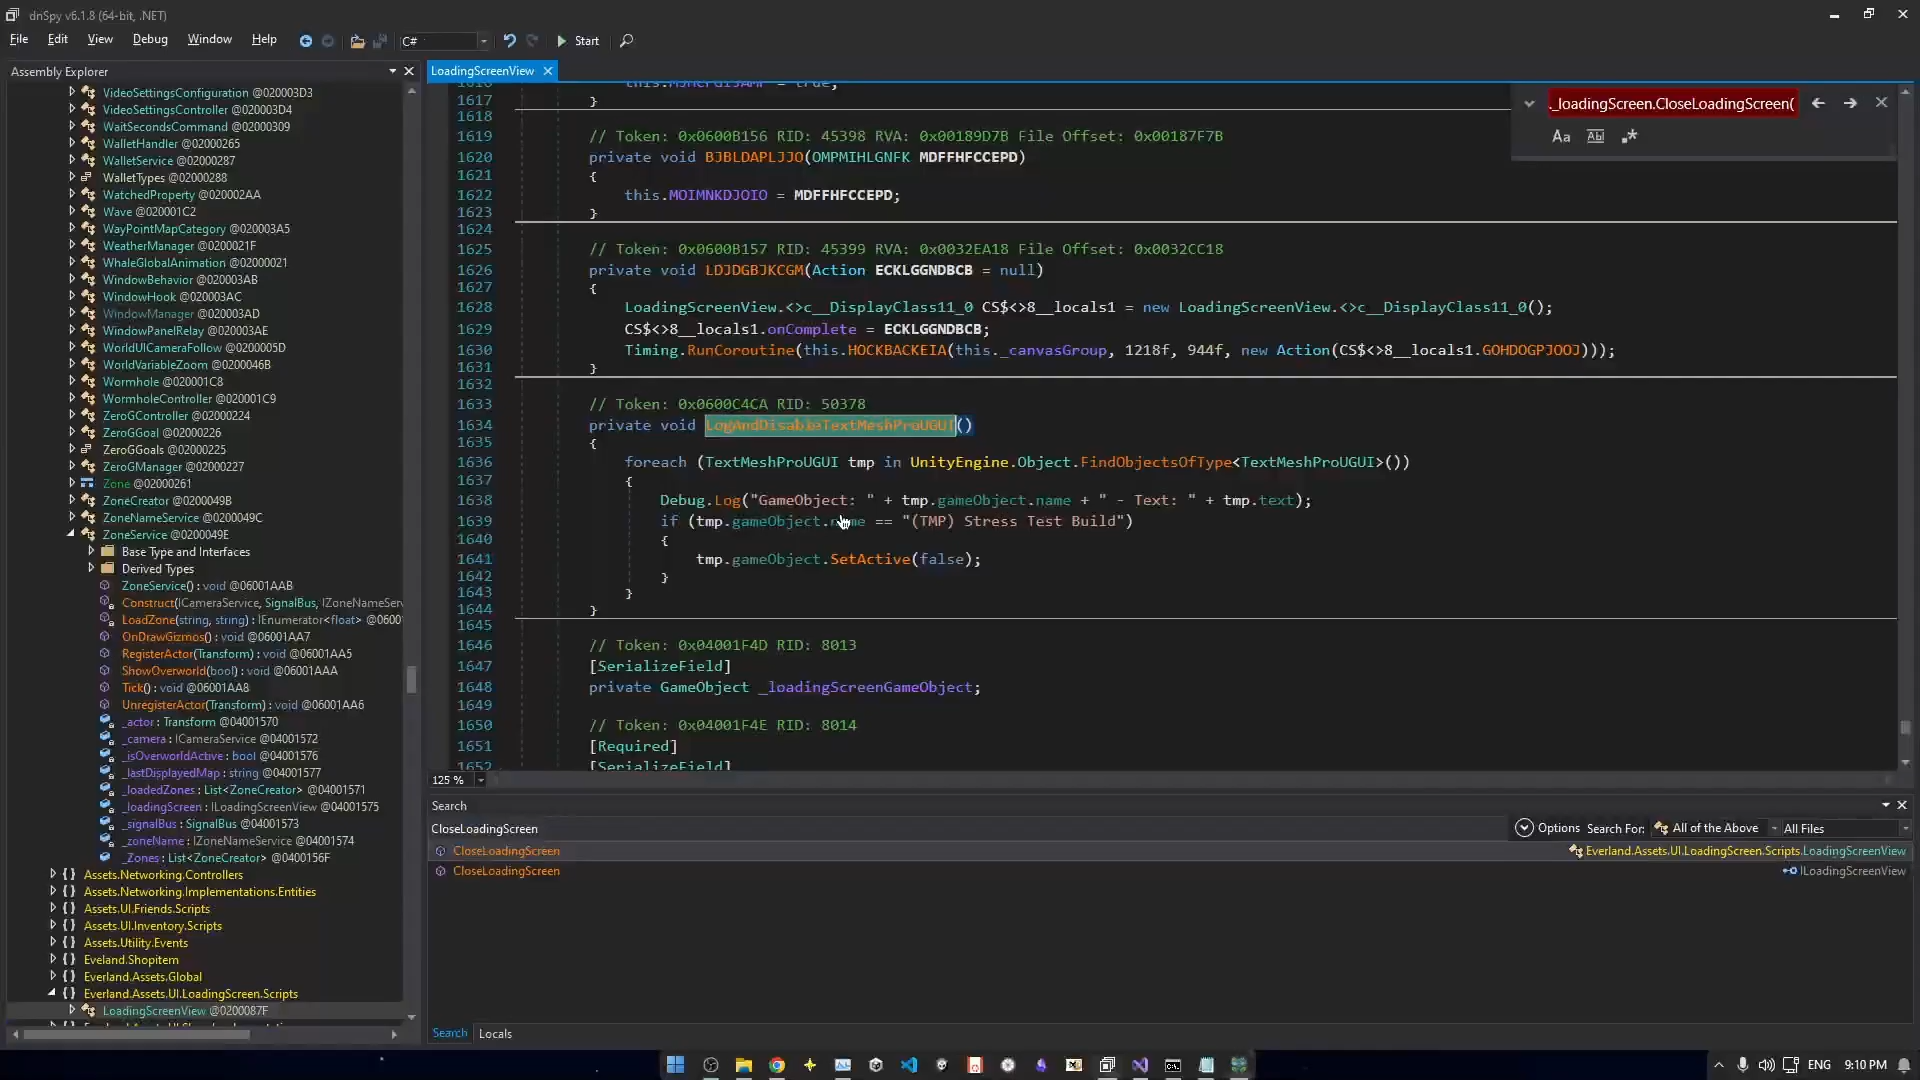 dnSpy v6.1.8 (64-bit, .NET)
File Edit View Debug Window Help C# Start
Assembly Explorer
VideoSettingsConfiguration @020003D3
VideoSettingsController @020003D4
WaitSecondsCommand @02000309
WalletHandler @02000265
WalletService @02000287
WalletTypes @02000288
WatchedProperty @020002AA
Wave @020001C2
WayPointMapCategory @020003A5
WeatherManager @0200021F
WhaleGlobalAnimation @02000021
WindowBehavior @020003AB
WindowHook @020003AC
WindowManager @020003AD
WindowPanelRelay @020003AE
WorldUICameraFollow @0200005D
WorldVariableZoom @0200046B
Wormhole @020001C8
WormholeController @020001C9
ZeroGController @02000224
ZeroGGoal @02000226
ZeroGGoals @02000225
ZeroGManager @02000227
Zone @02000261
ZoneCreator @0200049B
ZoneNameService @0200049C
ZoneService @0200049E
Base Type and Interfaces
Derived Types
ZoneService() : void @06001AAB
Construct(ICameraService, SignalBus, IZoneNameServ
LoadZone(string, string) : IEnumerator<float> @0600
OnDrawGizmos() : void @06001AA7
RegisterActor(Transform) : void @06001AA5
ShowOverworld(bool) : void @06001AAA
Tick() : void @06001AA8
UnregisterActor(Transform) : void @06001AA6
_actor : Transform @04001570
_camera : ICameraService @04001572
_isOverworldActive : bool @04001576
_lastDisplayedMap : string @04001577
_loadedZones : List<ZoneCreator> @04001571
_loadingScreen : ILoadingScreenView @04001575
_signalBus : SignalBus @04001573
_zoneName : IZoneNameService @04001574
_Zones : List<ZoneCreator> @0400156F
{} Assets.Networking.Controllers
{} Assets.Networking.Implementations.Entities
{} Assets.UI.Friends.Scripts
{} Assets.UI.Inventory.Scripts
{} Assets.Utility.Events
{} Eveland.Shopitem
{} Everland.Assets.Global
{} Everland.Assets.UI.LoadingScreen.Scripts
LoadingScreenView @0200087F
LoadingScreenView
._loadingScreen.CloseLoadingScreen(
Aa Ab
1617 }
1618
1619 // Token: 0x0600B156 RID: 45398 RVA: 0x00189D7B File Offset: 0x00187F7B
1620 private void BJBLDAPLJJO(OMPMIHLGNFK MDFFHFCCEPD)
1621 {
1622 this.MOIMNKDJOIO = MDFFHFCCEPD;
1623 }
1624
1625 // Token: 0x0600B157 RID: 45399 RVA: 0x0032EA18 File Offset: 0x0032CC18
1626 private void LDJDGBJKCGM(Action ECKLGGNDBCB = null)
1627 {
1628 LoadingScreenView.<>c__DisplayClass11_0 CS$<>8__locals1 = new LoadingScreenView.<>c__DisplayClass11_0();
1629 CS$<>8__locals1.onComplete = ECKLGGNDBCB;
1630 Timing.RunCoroutine(this.HOCKBACKEIA(this._canvasGroup, 1218f, 944f, new Action(CS$<>8__locals1.GOHDOGPJOOJ)));
1631 }
1632
1633 // Token: 0x0600C4CA RID: 50378
1634 private void LogAndDisableTextMeshProUGUI()
1635 {
1636 foreach (TextMeshProUGUI tmp in UnityEngine.Object.FindObjectsOfType<TextMeshProUGUI>())
1637 {
1638 Debug.Log("GameObject: " + tmp.gameObject.name + " - Text: " + tmp.text);
1639 if (tmp.gameObject.name == "(TMP) Stress Test Build")
1640 {
1641 tmp.gameObject.SetActive(false);
1642 }
1643 }
1644 }
1645
1646 // Token: 0x04001F4D RID: 8013
1647 [SerializeField]
1648 private GameObject _loadingScreenGameObject;
1649
1650 // Token: 0x04001F4E RID: 8014
1651 [Required]
1652 [SerializeField]
125 %
Search
CloseLoadingScreen
Options Search For: All of the Above All Files
CloseLoadingScreen Everland.Assets.UI.LoadingScreen.Scripts.LoadingScreenView
CloseLoadingScreen ILoadingScreenView
Search Locals
ENG 9:10 PM